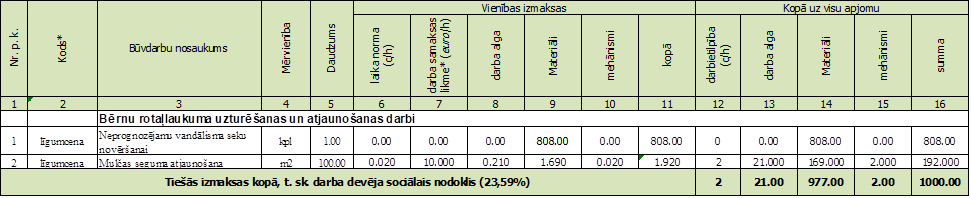 Vienības izmaksas Kopā uz visu apjomu
Nr. p. k. Kods* Būvdarbu nosaukums Mērvienība Daudzums laika norma (c/h) darba samaksas likme* (euro/h) darba alga Materiāli mehānismi kopā darbietilpība (c/h) darba alga Materiāli mehānismi summa
1 2 3 4 5 6 7 8 9 10 11 12 13 14 15 16
Bērnu rotaļlaukuma uzturēšanas un atjaunošanas darbi
1 līgumcena Neprognozējamu vandālisma seku novēršanai kpl 1.00 0.00 0.00 0.00 808.00 0.00 808.00 0 0.00 808.00 0.00 808.00
2 līgumcena Mulčas seguma atjaunošana m2 100.00 0.020 10.000 0.210 1.690 0.020 1.920 2 21.000 169.000 2.000 192.000
Tiešās izmaksas kopā, t. sk. darba devēja sociālais nodoklis (23,59%) 2 21.00 977.00 2.00 1000.00